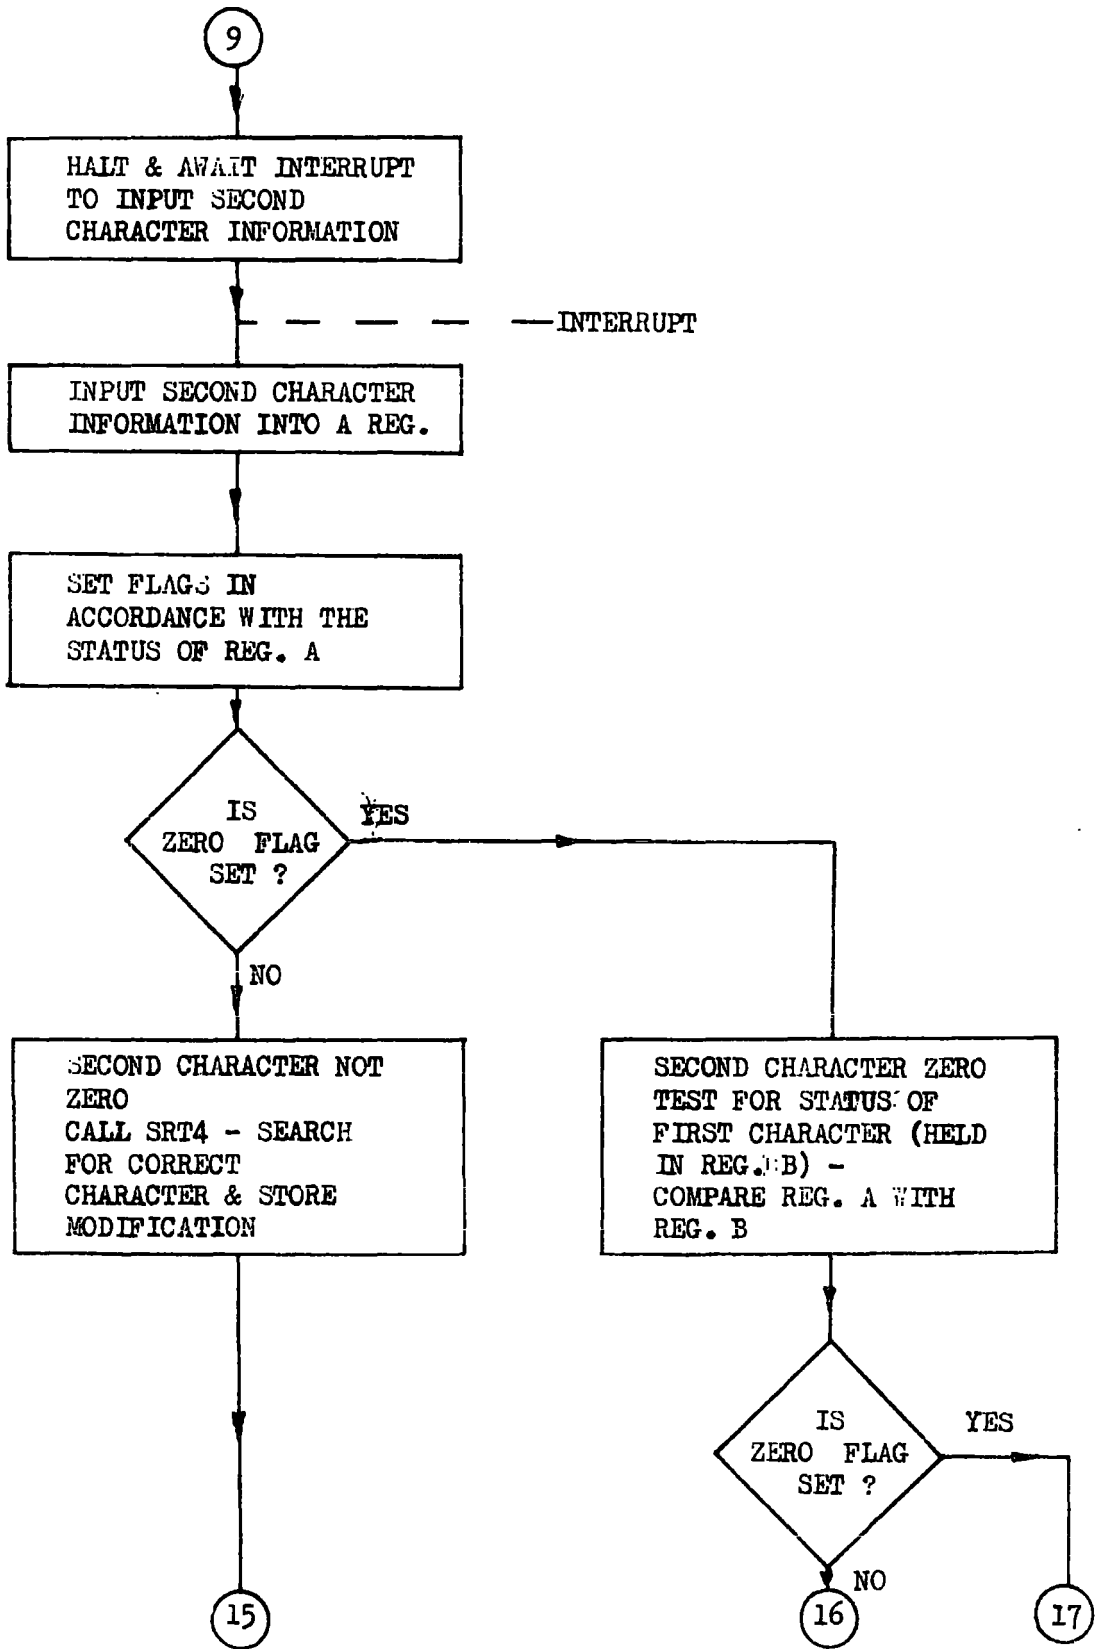 9
HALT & AWAIT INTERRUPT
TO INPUT SECOND
CHARACTER INFORMATION
INTERRUPT
INPUT SECOND CHARACTER
INFORMATION INTO A REG.
SET FLAGS IN
ACCORDANCE WITH THE
STATUS OF REG. A
IS
ZERO FLAG
SET ?
YES
NO
SECOND CHARACTER NOT
ZERO
CALL SRT4 - SEARCH
FOR CORRECT
CHARACTER & STORE
MODIFICATION
SECOND CHARACTER ZERO
TEST FOR STATUS OF
FIRST CHARACTER (HELD
IN REG. B) -
COMPARE REG. A WITH
REG. B
IS
ZERO FLAG
SET ?
YES
NO
15
16
17